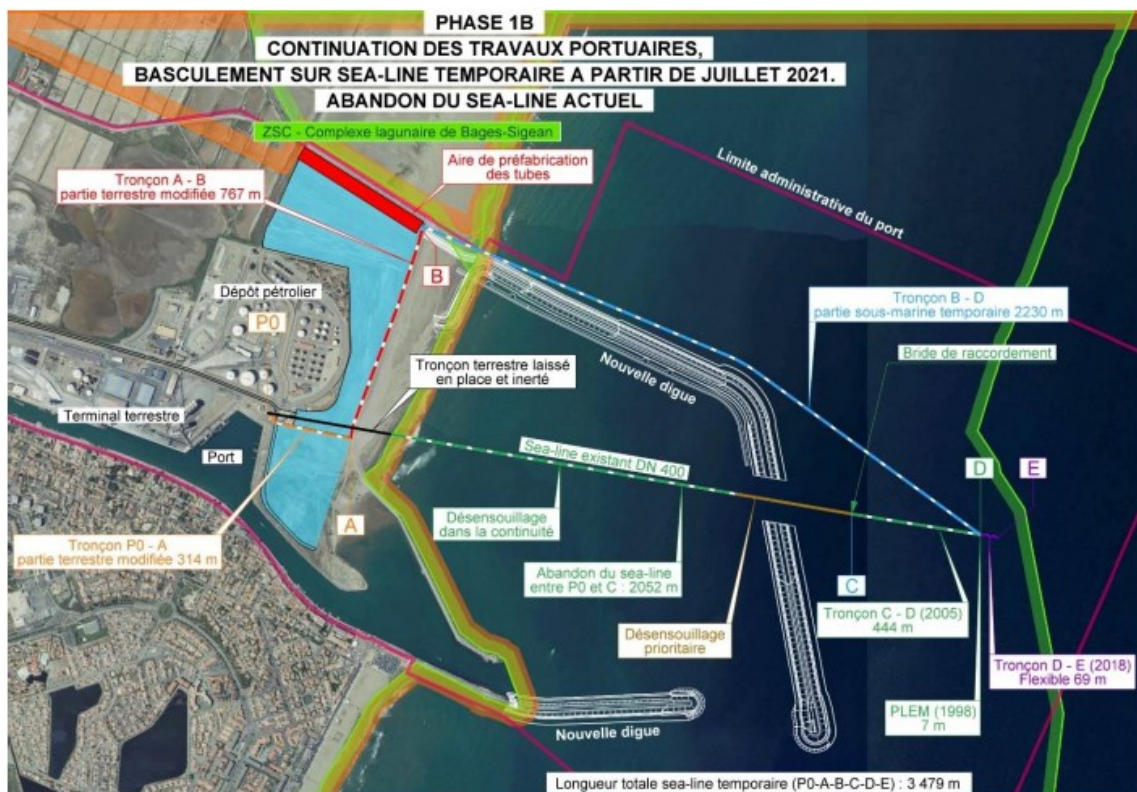 PHASE 1B
CONTINUATION DES TRAVAUX PORTUAIRES,
BASCULEMENT SUR SEA-LINE TEMPORAIRE A PARTIR DE JUILLET 2021.
ABANDON DU SEA-LINE ACTUEL
ZSC - Complexe lagunaire de Bages-Sigean
Aire de préfabrication
des tubes
Tronçon A - B
partie terrestre modifiée 767 m
Limite administrative du port
B
Dépôt pétrolier
P0
Tronçon B - D
partie sous-marine temporaire 2230 m
Bride de raccordement
Nouvelle digue
Tronçon terrestre laissé
en place et inerté
Terminal terrestre
Port
Sea-line existant DN 400
D
E
A
Désensouillage
dans la continuité
Tronçon P0 - A
partie terrestre modifiée 314 m
Abandon du sea-line
entre P0 et C : 2052 m
C
Tronçon C - D (2005)
444 m
Désensouillage
prioritaire
Tronçon D - E (2018)
Flexible 69 m
PLEM (1998)
7 m
Nouvelle digue
Longueur totale sea-line temporaire (P0-A-B-C-D-E) : 3 479 m